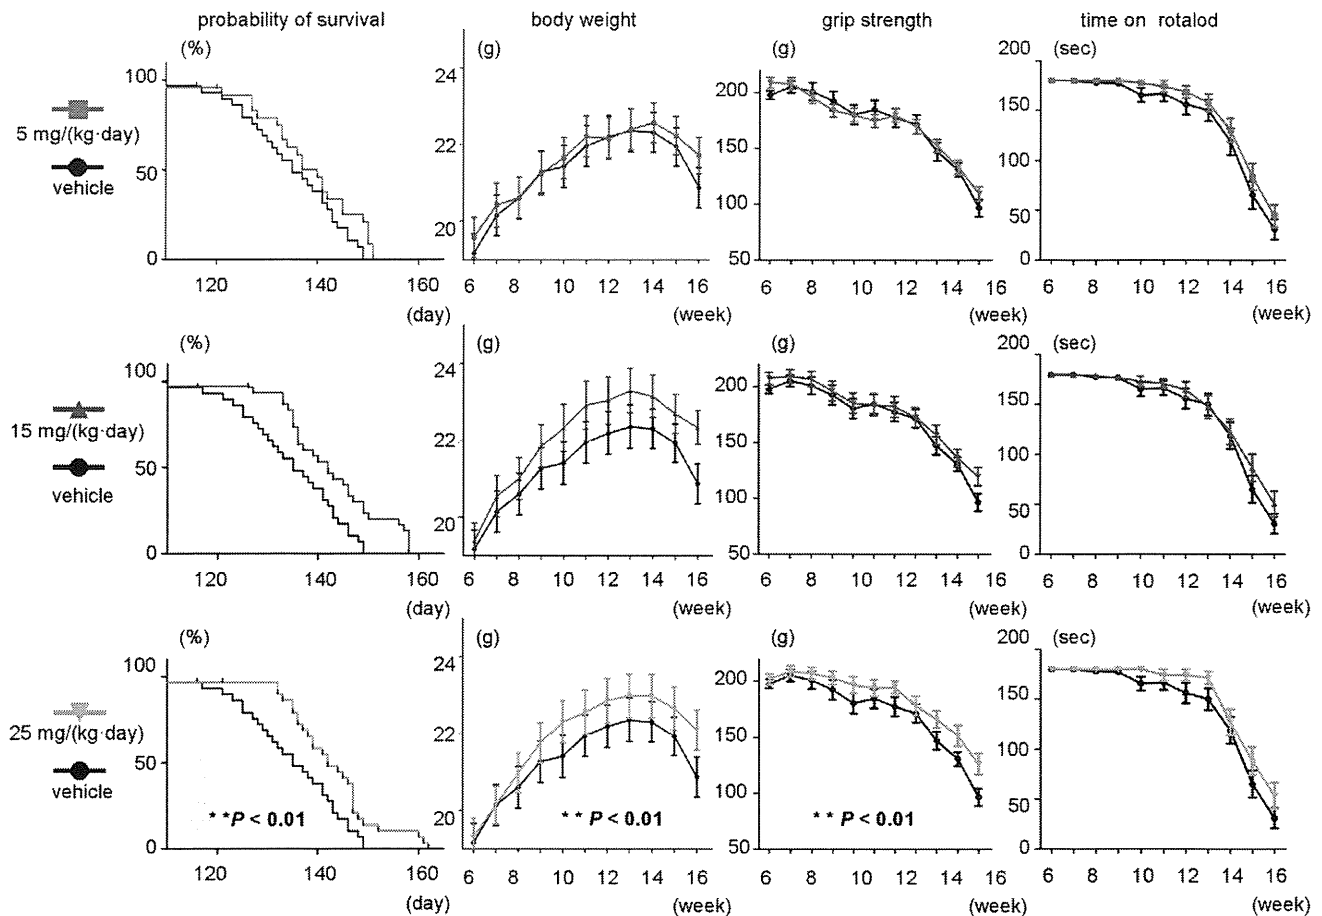 probability of survival body weight grip strength time on rotalod
(%) (g) (g) 200 (sec)
100 24 200 150
5 mg/(kg·day) 50 22 150 100
vehicle 20 100 50
0 50 0
120 140 160 6 8 10 12 14 16 6 8 10 12 14 16 6 8 10 12 14 16
(day) (week) (week) (week)
(%) (g) (g) 200 (sec)
100 24 200 150
15 mg/(kg·day) 50 22 150 100
vehicle 20 100 50
0 50 0
120 140 160 6 8 10 12 14 16 6 8 10 12 14 16 6 8 10 12 14 16
(day) (week) (week) (week)
(%) (g) (g) 200 (sec)
100 24 200 150
25 mg/(kg·day) 50 22 150 100
vehicle 20 100 50
**P < 0.01 ** P < 0.01 ** P < 0.01
0 50 0
120 140 160 6 8 10 12 14 16 6 8 10 12 14 16 6 8 10 12 14 16
(day) (week) (week) (week)